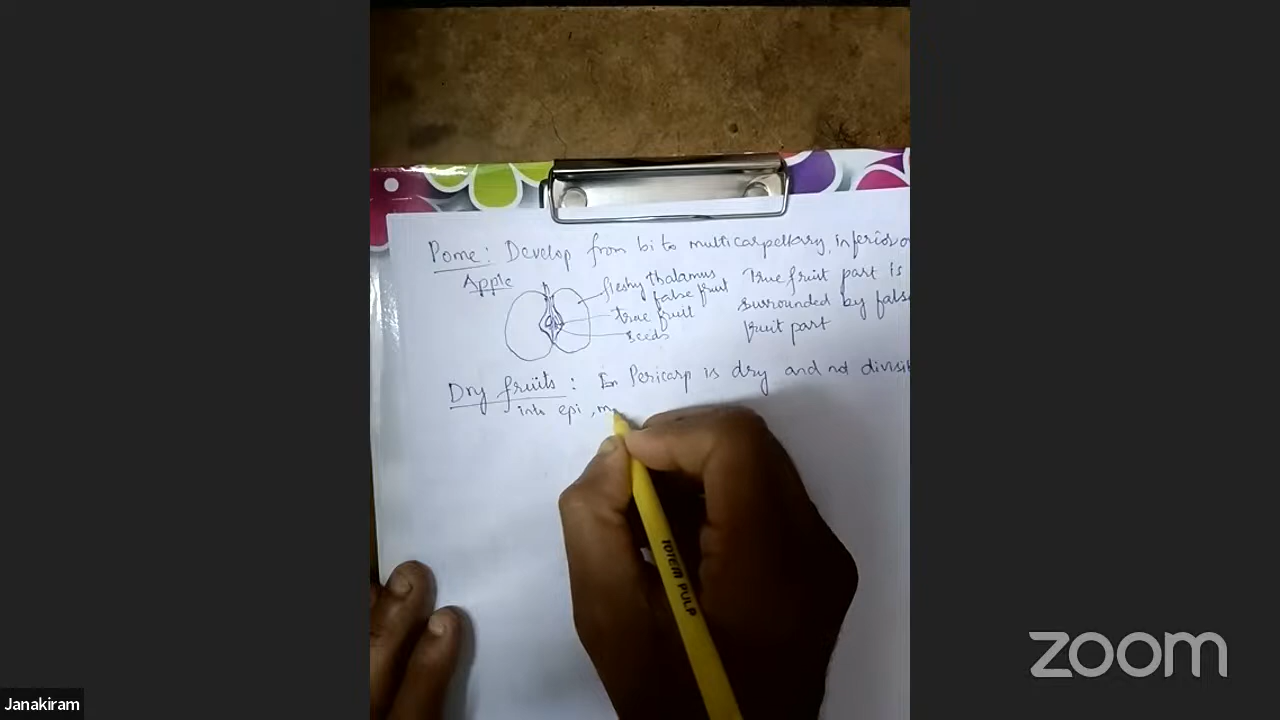 Pome: Develop from bi to multicarpellary, inferior o
Apple
fleshy thalamus
false fruit
true fruit
seeds
True fruit part is
surrounded by fals
fruit part
Dry fruits: Pericarp is dry and not divisi
into epi, m
TOTEM PULP
zoom
Janakiram